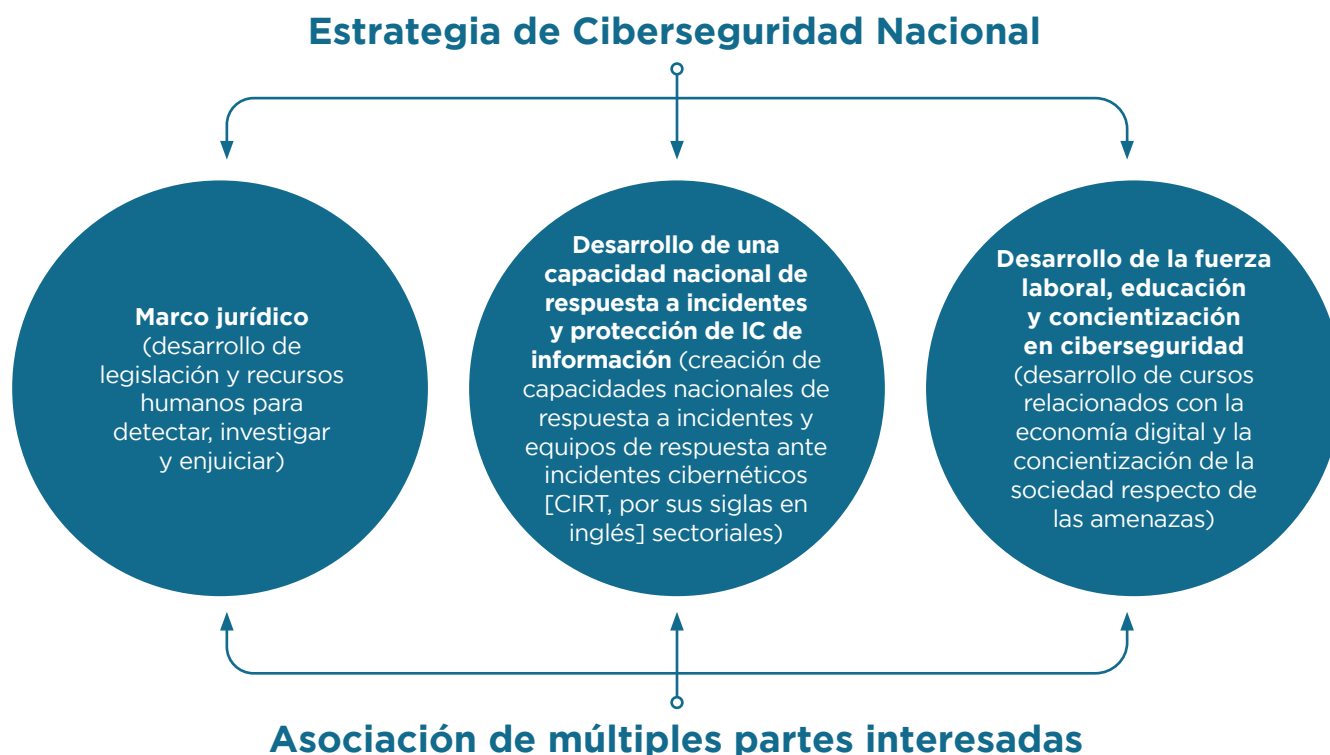 Estrategia de Ciberseguridad Nacional
Marco jurídico
(desarrollo de
legislación y recursos
humanos para
detectar, investigar
y enjuiciar)
Desarrollo de una
capacidad nacional de
respuesta a incidentes
y protección de IC de
información (creación de
capacidades nacionales de
respuesta a incidentes y
equipos de respuesta ante
incidentes cibernéticos
[CIRT, por sus siglas en
inglés] sectoriales)
Desarrollo de la fuerza
laboral, educación
y concientización
en ciberseguridad
(desarrollo de cursos
relacionados con la
economía digital y la
concientización de la
sociedad respecto de
las amenazas)
Asociación de múltiples partes interesadas